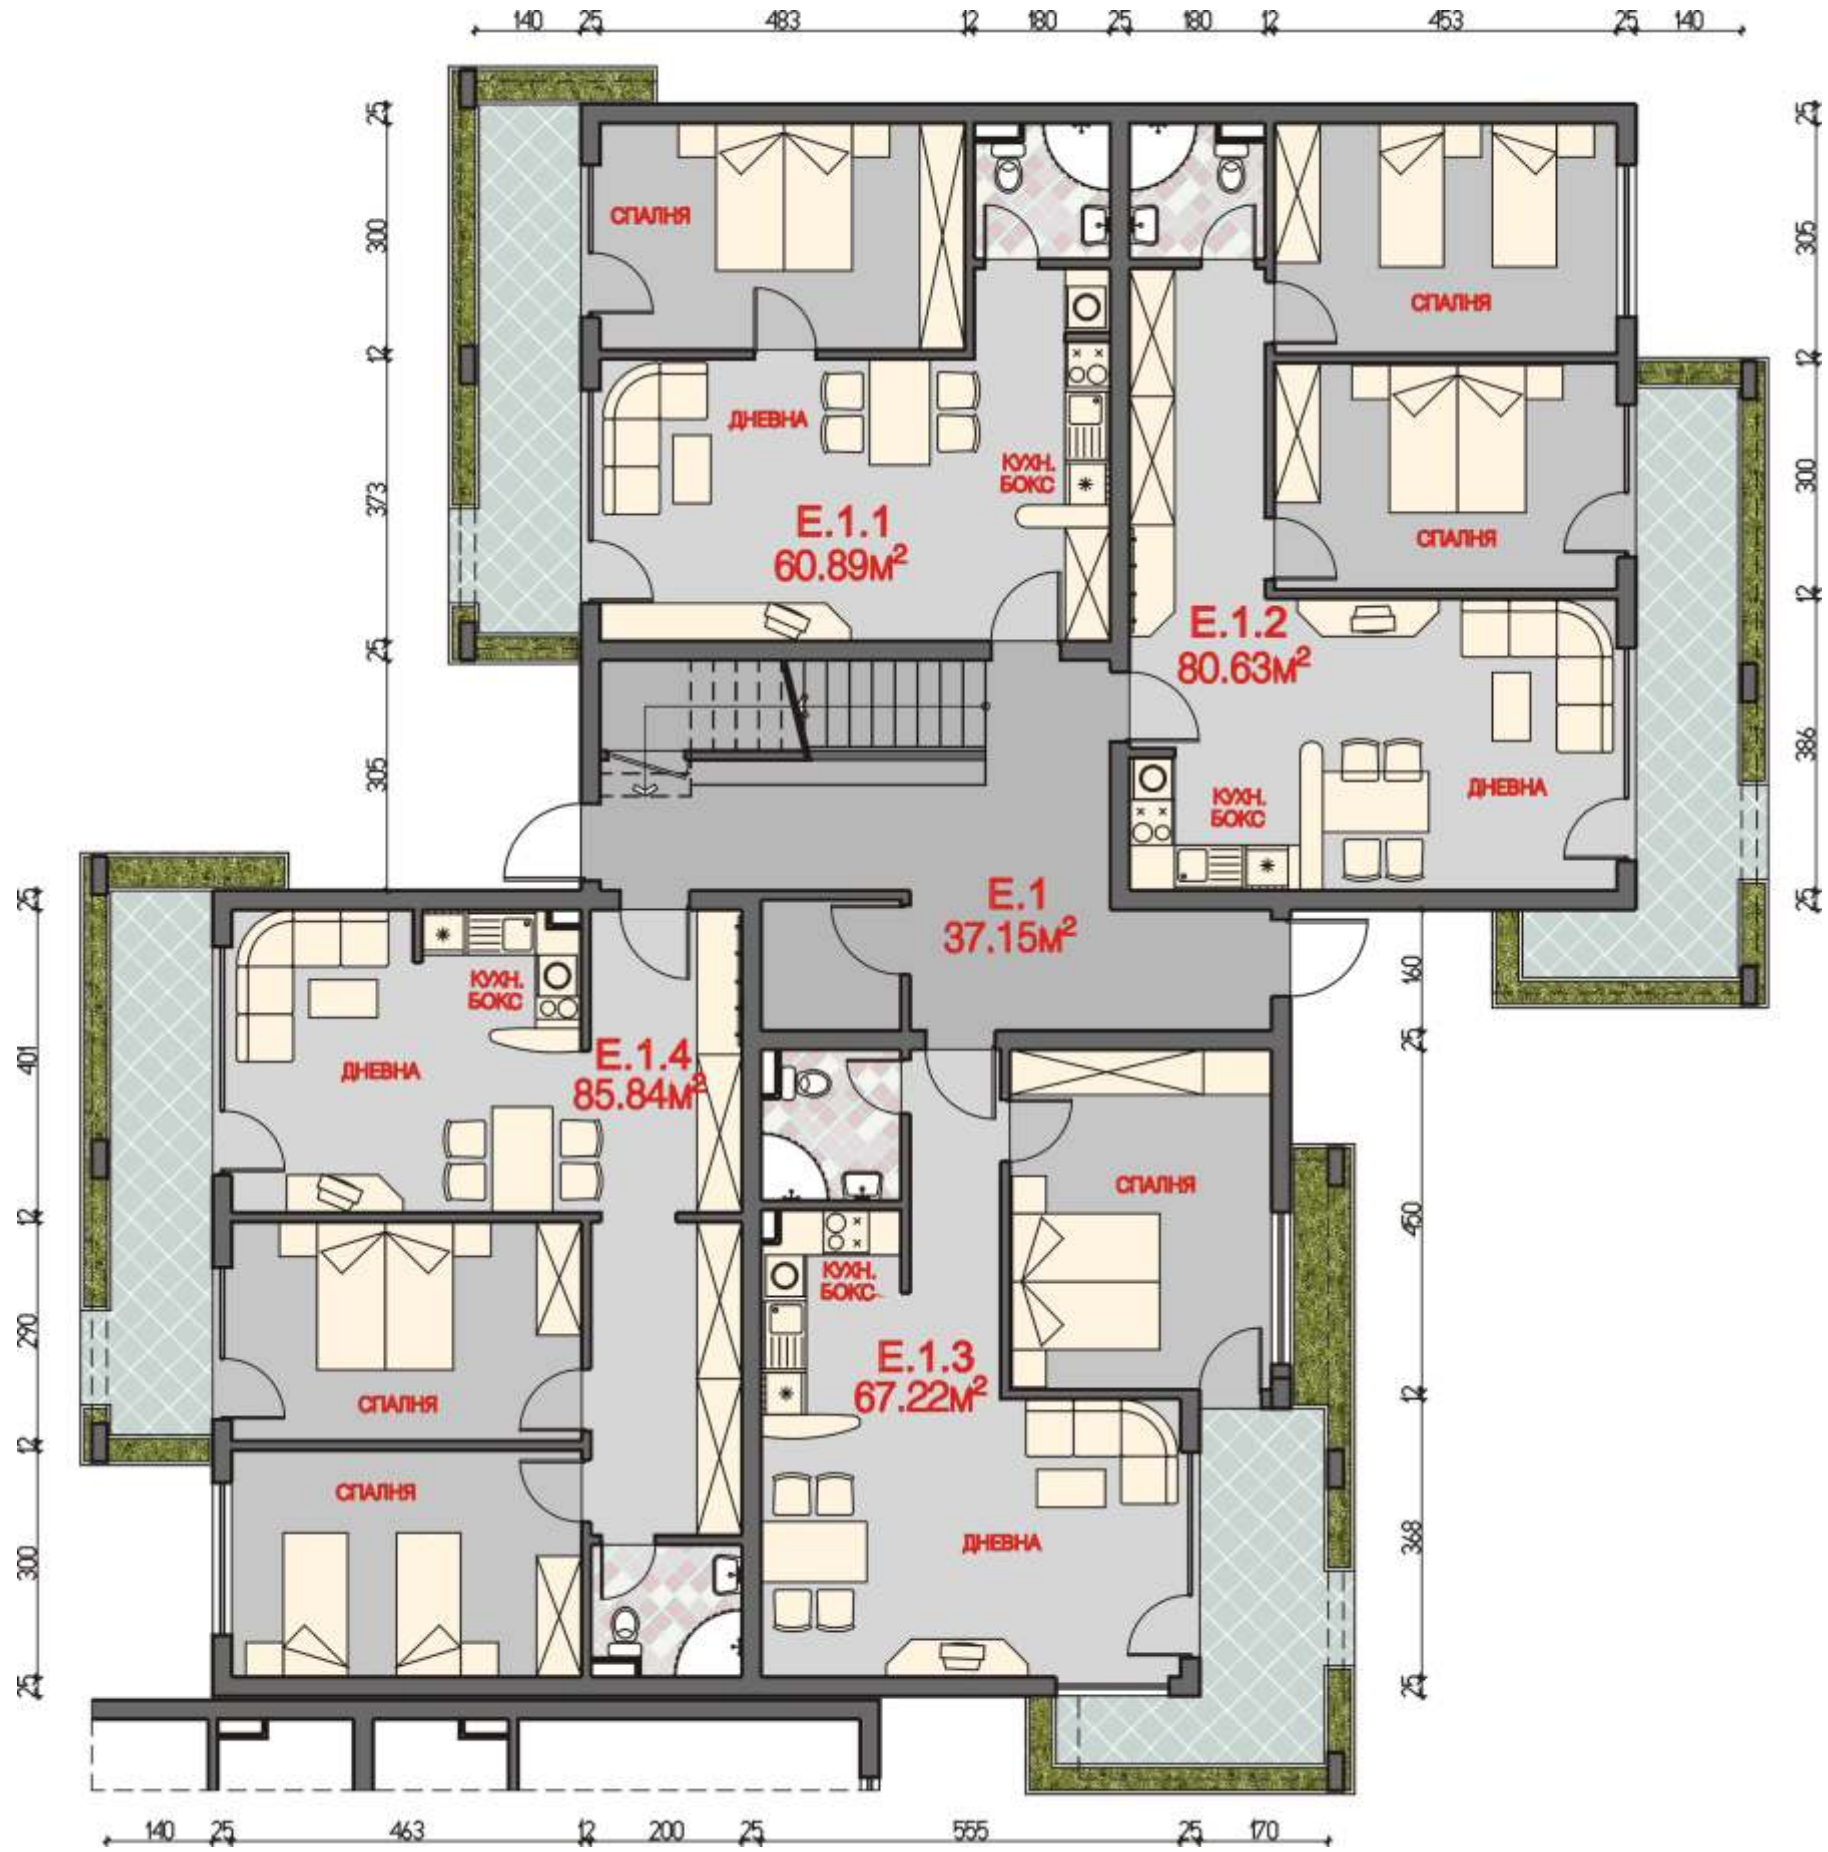 140 25 483 12 180 25 180 12 453 25 140
25
300
12
373
25
305
25
305
12
300
12
386
25
СПАЛНЯ
СПАЛНЯ
ДНЕВНА
КУХН.
БОКС
E.1.1
60.89м²
СПАЛНЯ
E.1.2
80.63м²
КУХН.
БОКС
ДНЕВНА
E.1
37.15м²
25
401
12
290
12
300
25
160
25
450
12
368
25
КУХН.
БОКС
ДНЕВНА
E.1.4
85.84м²
СПАЛНЯ
КУХН.
БОКС
E.1.3
67.22м²
СПАЛНЯ
СПАЛНЯ
ДНЕВНА
140 25 463 12 200 25 555 25 170